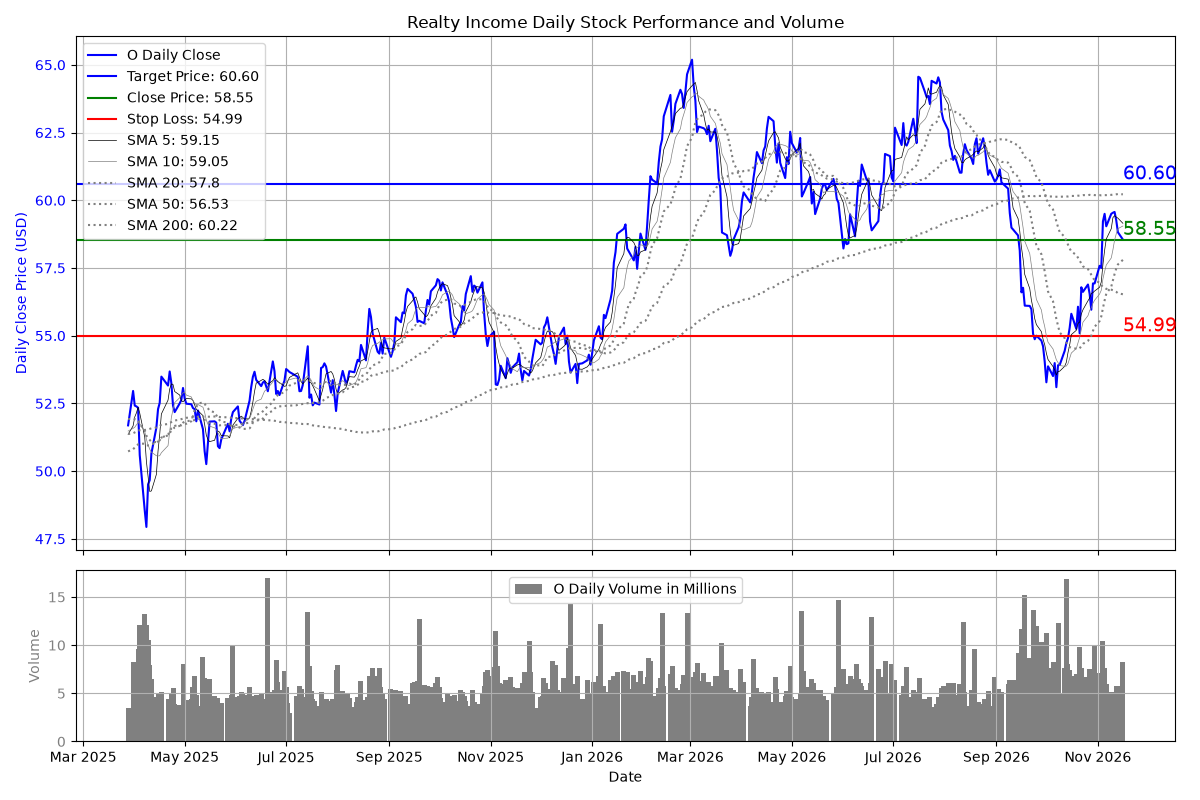 Realty Income Daily Stock Performance and Volume
O Daily Close
Target Price: 60.60
Close Price: 58.55
Stop Loss: 54.99
SMA 5: 59.15
SMA 10: 59.05
SMA 20: 57.8
SMA 50: 56.53
SMA 200: 60.22
65.0
62.5
60.0
57.5
55.0
52.5
50.0
47.5
Daily Close Price (USD)
60.60
58.55
54.99
O Daily Volume in Millions
15
10
5
0
Volume
Mar 2025 May 2025 Jul 2025 Sep 2025 Nov 2025 Jan 2026 Mar 2026 May 2026 Jul 2026 Sep 2026 Nov 2026
Date